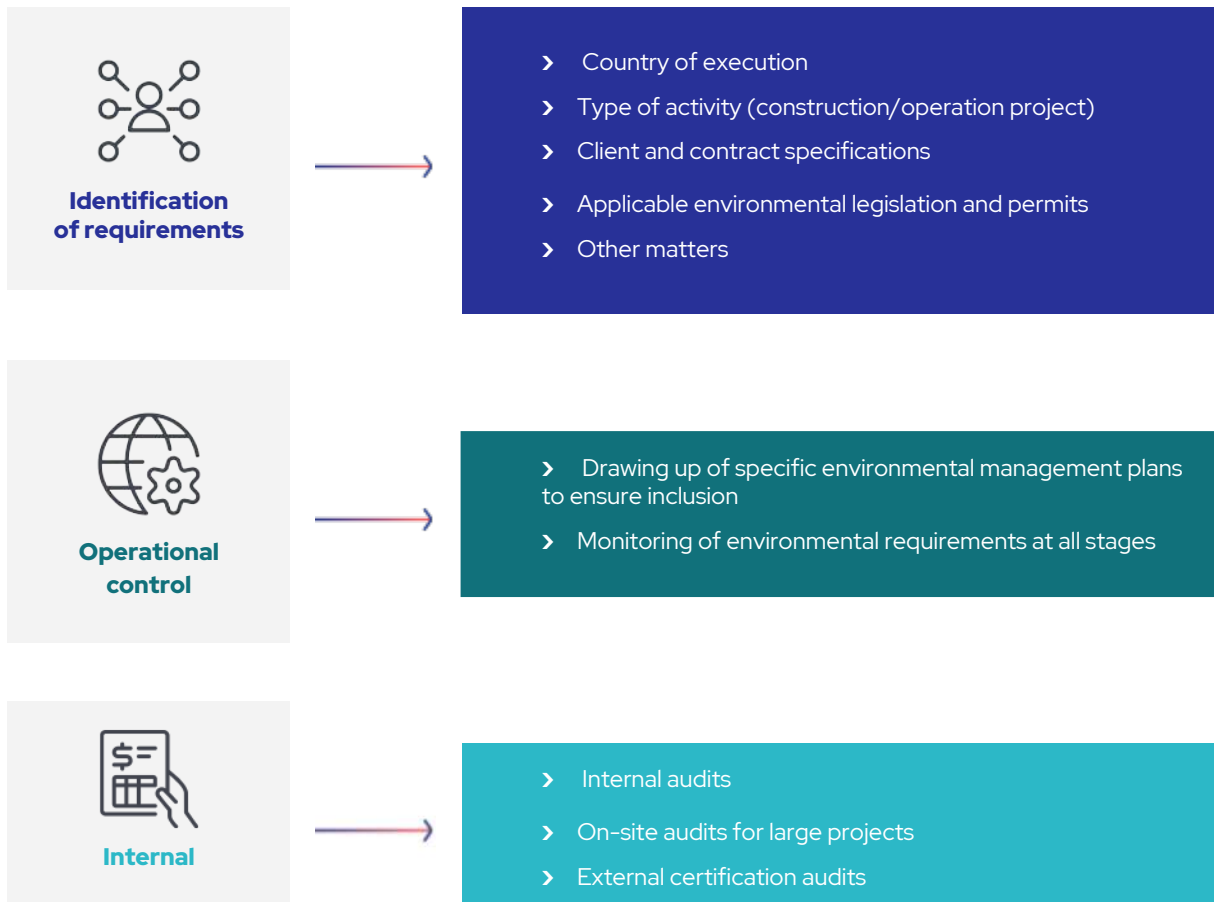 Identification
of requirements
› Country of execution
› Type of activity (construction/operation project)
› Client and contract specifications
› Applicable environmental legislation and permits
› Other matters
Operational
control
› Drawing up of specific environmental management plans
to ensure inclusion
› Monitoring of environmental requirements at all stages
$
Internal
› Internal audits
› On-site audits for large projects
› External certification audits